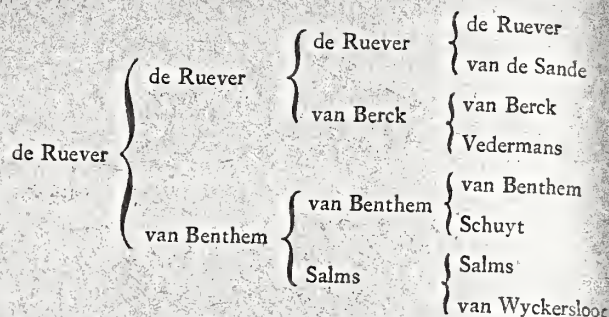 de Ruever
van de Sande
de Ruever
de Ruever
van Berck
van Berck
Vedermans
de Ruever
van Benthem
van Benthem
Schuyt
van Benthem
Salms
Salms
van Wyckersloot